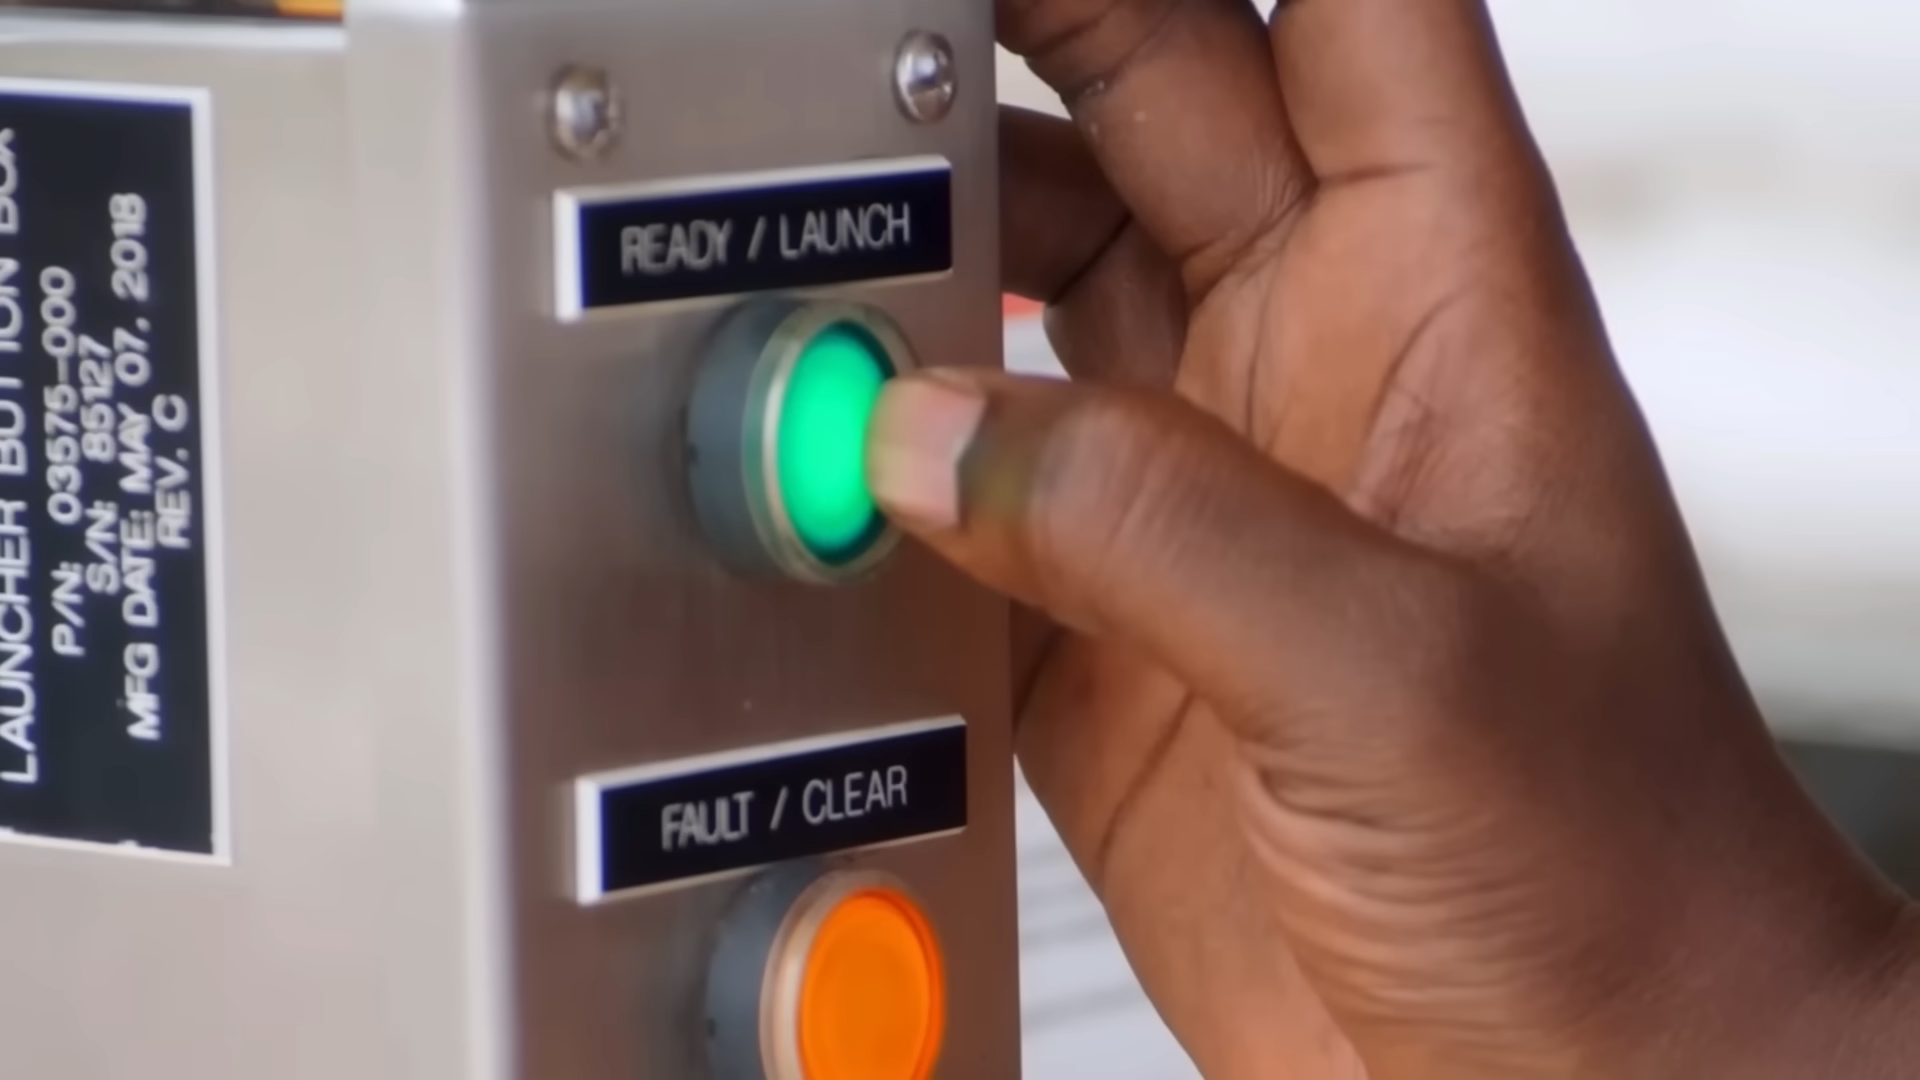 LAUNCHER BUTTON BOX
P/N: 03575-000
S/N: 85127
MFG DATE: MAY 07, 2018
REV. C
READY / LAUNCH
FAULT / CLEAR